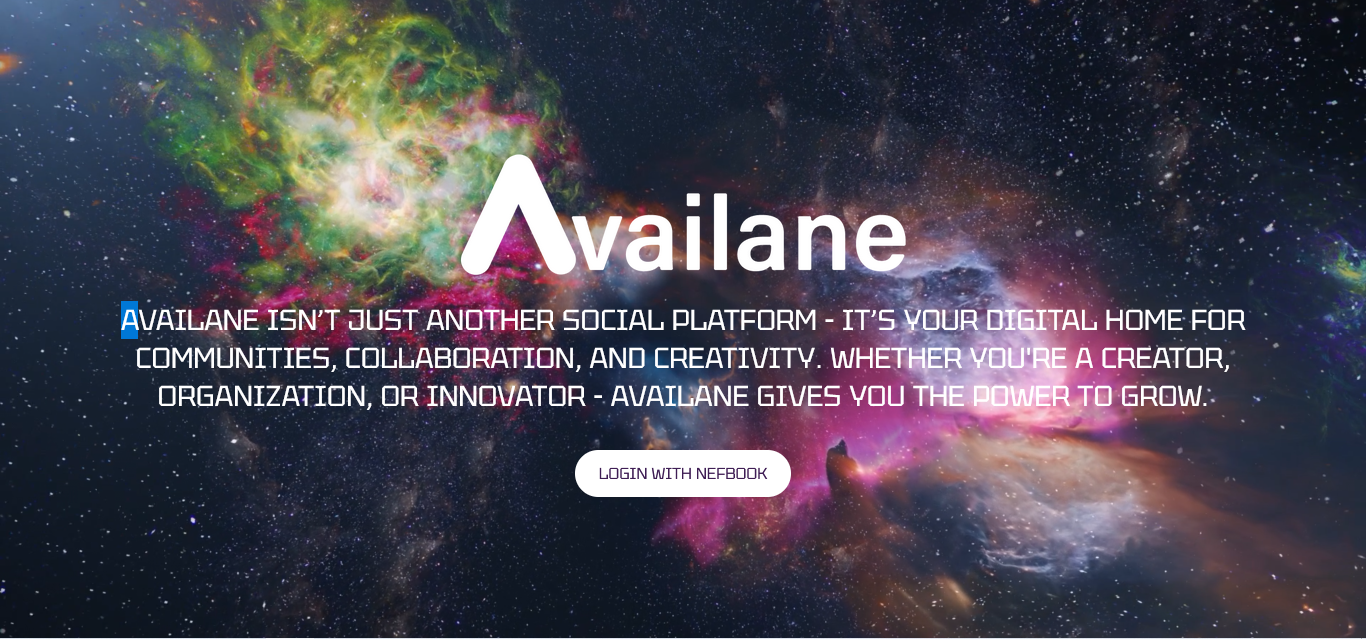 Availane
AVAILANE ISN’T JUST ANOTHER SOCIAL PLATFORM - IT’S YOUR DIGITAL HOME FOR
COMMUNITIES, COLLABORATION, AND CREATIVITY. WHETHER YOU'RE A CREATOR,
ORGANIZATION, OR INNOVATOR - AVAILANE GIVES YOU THE POWER TO GROW.
LOGIN WITH NEFBOOK